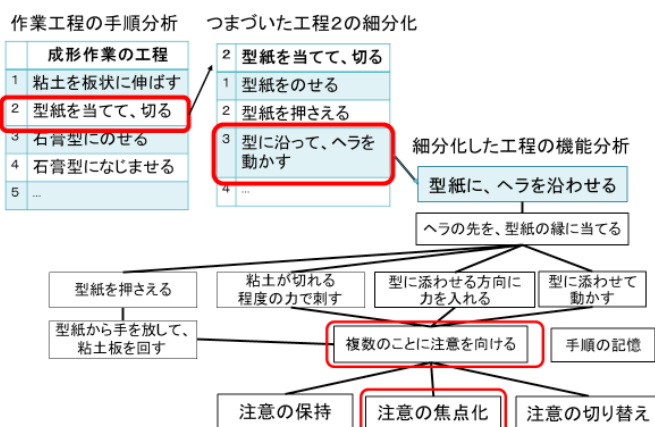 作業工程の手順分析
つまづいた工程2の細分化
成形作業の工程
1 粘土を板状に伸ばす
2 型紙を当てて、切る
3 石膏型にのせる
4 石膏型になじませる
5 …
2 型紙を当てて、切る
1 型紙をのせる
2 型紙を押さえる
3 型に沿って、ヘラを
動かす
4 …
細分化した工程の機能分析
型紙に、ヘラを沿わせる
ヘラの先を、型紙の縁に当てる
型紙を押さえる
粘土が切れる
程度の力で刺す
型に添わせる方向に
力を入れる
型に添わせて
動かす
型紙から手を放して、
粘土板を回す
複数のことに注意を向ける
手順の記憶
注意の保持
注意の焦点化
注意の切り替え